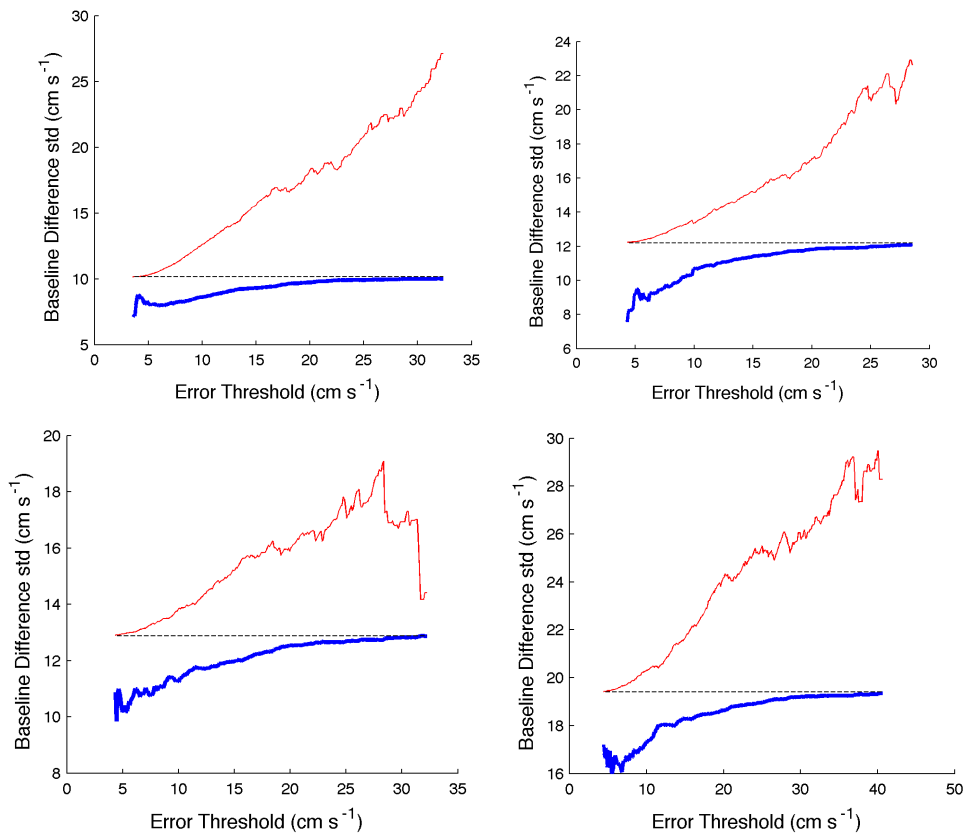 30
25
20
15
10
5
0 5 10 15 20 25 30 35
Baseline Difference std (cm s⁻¹)
Error Threshold (cm s⁻¹)
24
22
20
18
16
14
12
10
8
6
0 5 10 15 20 25 30
Baseline Difference std (cm s⁻¹)
Error Threshold (cm s⁻¹)
20
18
16
14
12
10
8
0 5 10 15 20 25 30 35
Baseline Difference std (cm s⁻¹)
Error Threshold (cm s⁻¹)
30
28
26
24
22
20
18
16
0 10 20 30 40 50
Baseline Difference std (cm s⁻¹)
Error Threshold (cm s⁻¹)